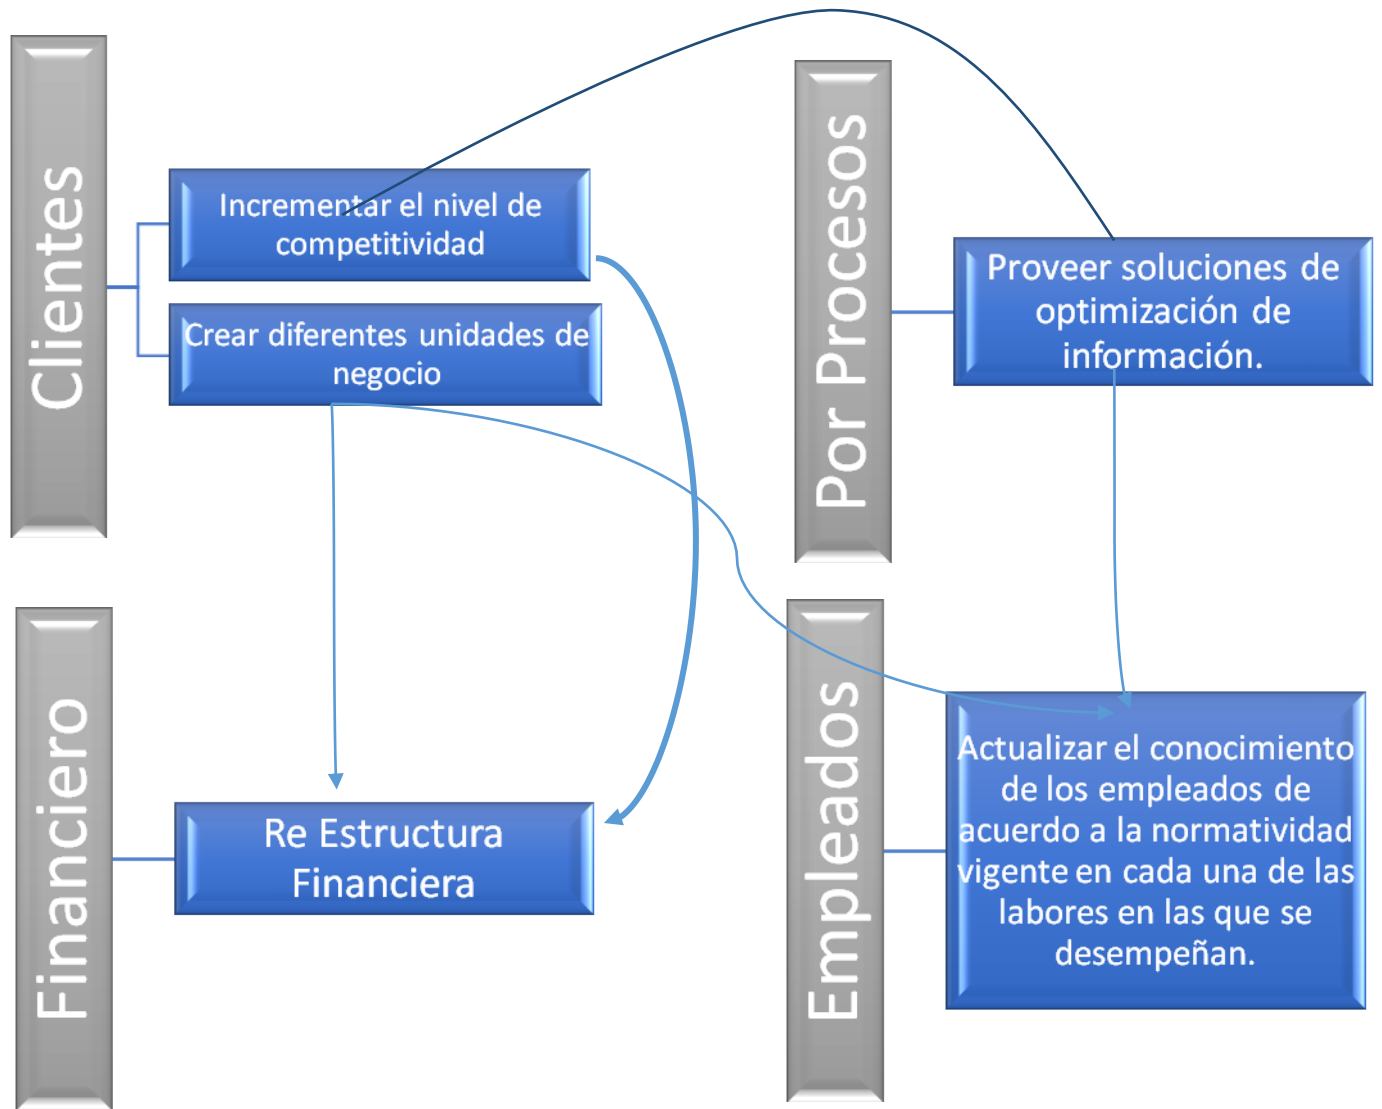 Clientes
Incrementar el nivel de
competitividad
Crear diferentes unidades de
negocio
Por Procesos
Proveer soluciones de
optimización de
información.
Financiero
Re Estructura
Financiera
Empleados
Actualizar el conocimiento
de los empleados de
acuerdo a la normatividad
vigente en cada una de las
labores en las que se
desempeñan.